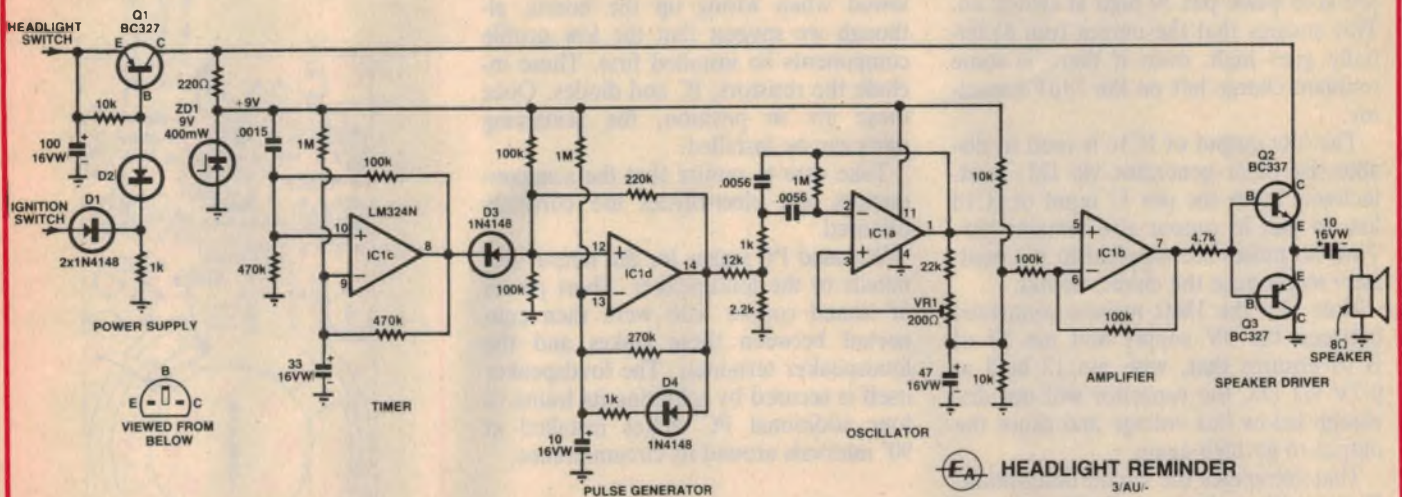 HEADLIGHT
SWITCH
Q1
BC327
E
C
B
10k
100
16VW
D2
IGNITION
SWITCH
D1
2x1N4148
1k
POWER SUPPLY
B
E
C
VIEWED FROM
BELOW
220Ω
+9V
ZD1
9V
400mW
.0015
1M
100k
LM324N
10
+
IC1c
8
-
9
470k
470k
33
16VW
+
TIMER
D3
1N4148
100k
100k
1M
220k
12
+
IC1d
14
-
13
270k
1k
D4
1N4148
10
16VW
+
PULSE GENERATOR
12k
1k
2.2k
.0056
.0056
1M
2
-
11
IC1a
1
3
+
4
22k
VR1
200Ω
47
16VW
+
OSCILLATOR
10k
10k
100k
5
+
IC1b
7
6
-
100k
AMPLIFIER
4.7k
Q2
BC337
B
C
E
10
16VW
+
E
B
C
Q3
BC327
8Ω
SPEAKER
SPEAKER DRIVER
EA HEADLIGHT REMINDER
3/AU/-